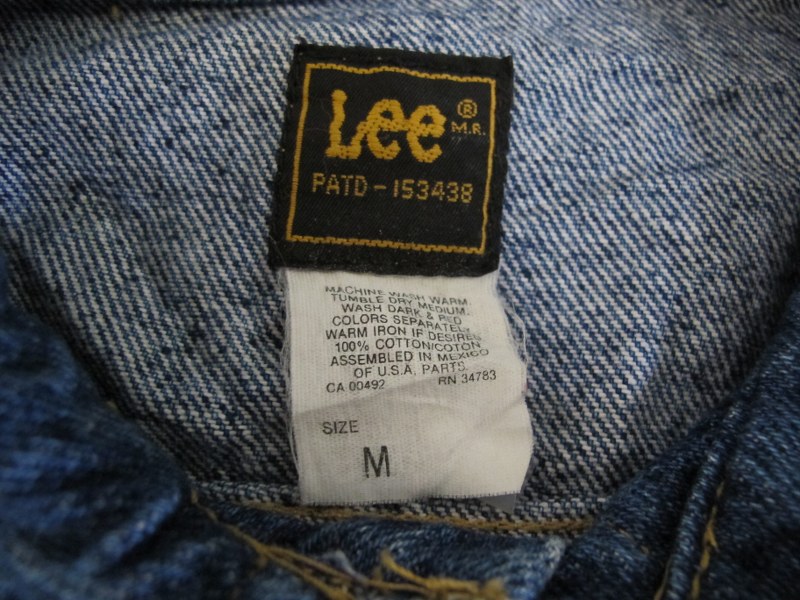 Lee ® M.R.
PATD-153438
MACHINE WASH WARM.
TUMBLE DRY MEDIUM.
WASH DARK & RED
COLORS SEPARATELY
WARM IRON IF DESIRED
100% COTTON/COTON
ASSEMBLED IN MEXICO
OF U.S.A. PARTS.
CA 00492 RN 34783
SIZE
M